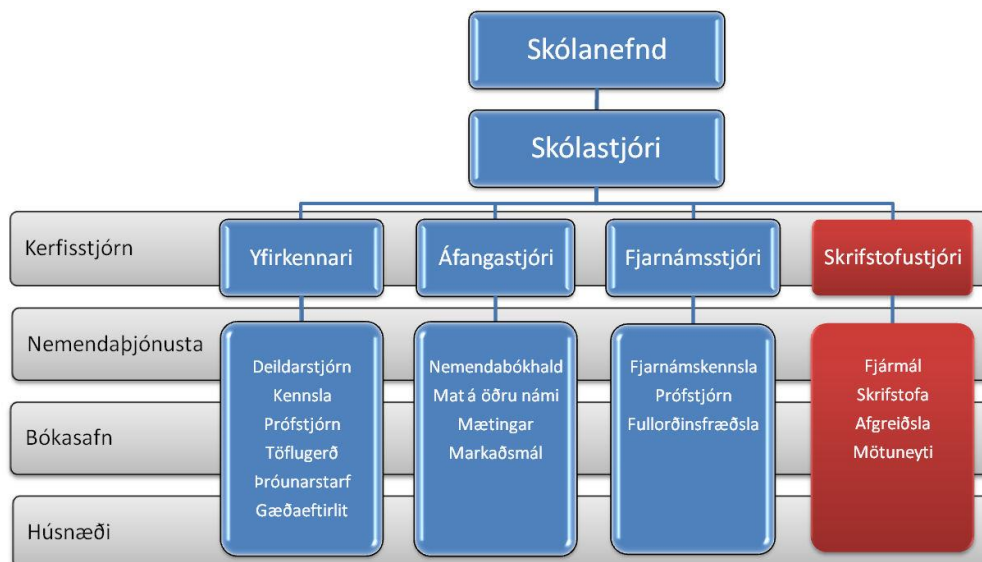 Skólanefnd
Skólastjóri
Kerfisstjórn
Yfirkennari
Áfangastjóri
Fjarnámsstjóri
Skrifstofustjóri
Nemendaþjónusta
Bókasafn
Húsnæði
Deildarstjórn
Kennsla
Prófstjórn
Töflugerð
Þróunarstarf
Gæðaeftirlit
Nemendabókhald
Mat á öðru námi
Mætingar
Markaðsmál
Fjarnámskennsla
Prófstjórn
Fullorðinsfræðsla
Fjármál
Skrifstofa
Afgreiðsla
Mötuneyti